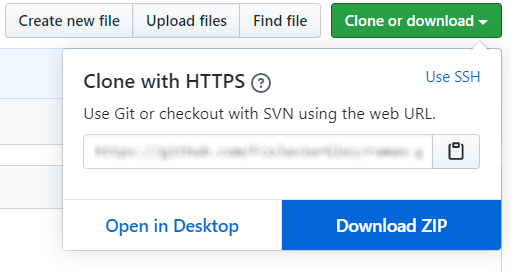 Create new file
Upload files
Find file
Clone or download
Clone with HTTPS
Use SSH
Use Git or checkout with SVN using the web URL.
Open in Desktop
Download ZIP